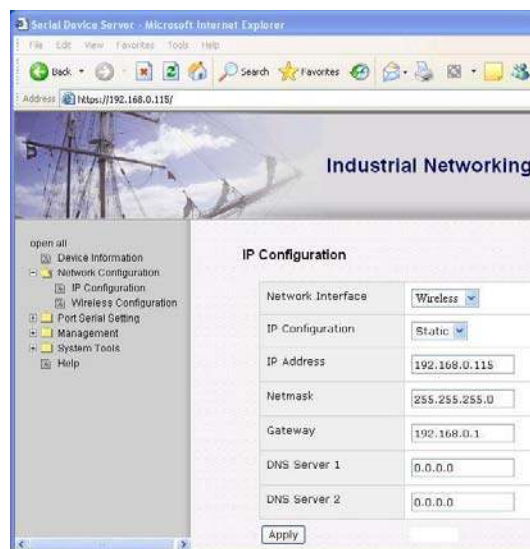 Serial Device Server - Microsoft Internet Explorer
File Edit View Favorites Tools Help
Back Search Favorites
Address https://192.168.0.115/
Industrial Networking
open all
Device Information
Network Configuration
IP Configuration
Wireless Configuration
Port Serial Setting
Management
System Tools
Help
IP Configuration
Network Interface Wireless
IP Configuration Static
IP Address 192.168.0.115
Netmask 255.255.255.0
Gateway 192.168.0.1
DNS Server 1 0.0.0.0
DNS Server 2 0.0.0.0
Apply